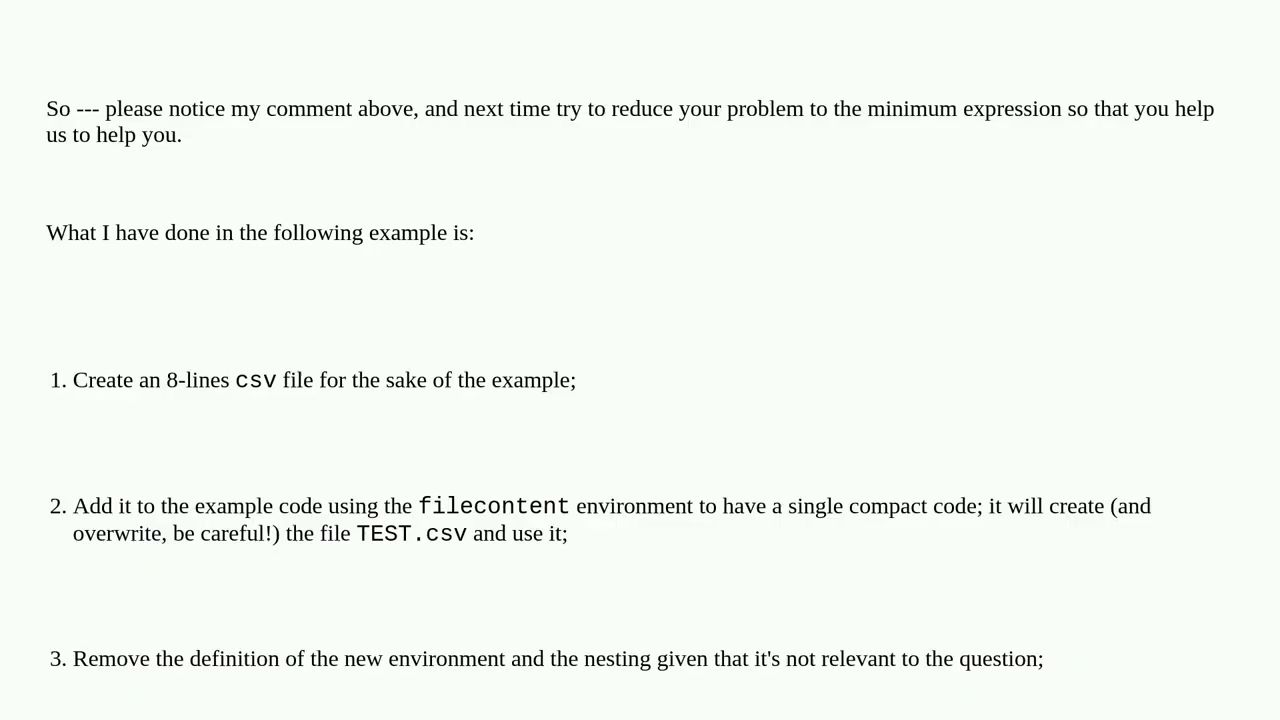 So --- please notice my comment above, and next time try to reduce your problem to the minimum expression so that you help
us to help you.
What I have done in the following example is:
1. Create an 8-lines csv file for the sake of the example;
2. Add it to the example code using the filecontent environment to have a single compact code; it will create (and
overwrite, be careful!) the file TEST.csv and use it;
3. Remove the definition of the new environment and the nesting given that it's not relevant to the question;